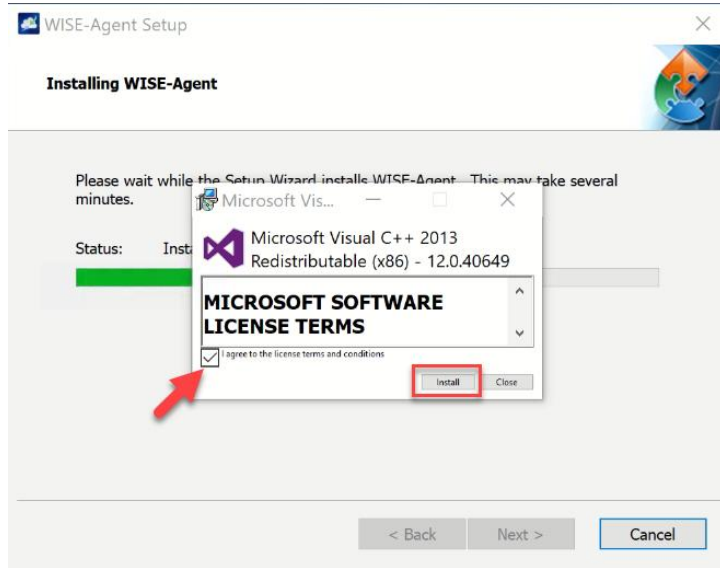 WISE-Agent Setup
Installing WISE-Agent
Please wait while the Setup Wizard installs WISE-Agent. This may take several
minutes.
Microsoft Vis...
Status:
Microsoft Visual C++ 2013
Redistributable (x86) - 12.0.40649
MICROSOFT SOFTWARE
LICENSE TERMS
I agree to the license terms and conditions
Install Close
< Back Next > Cancel